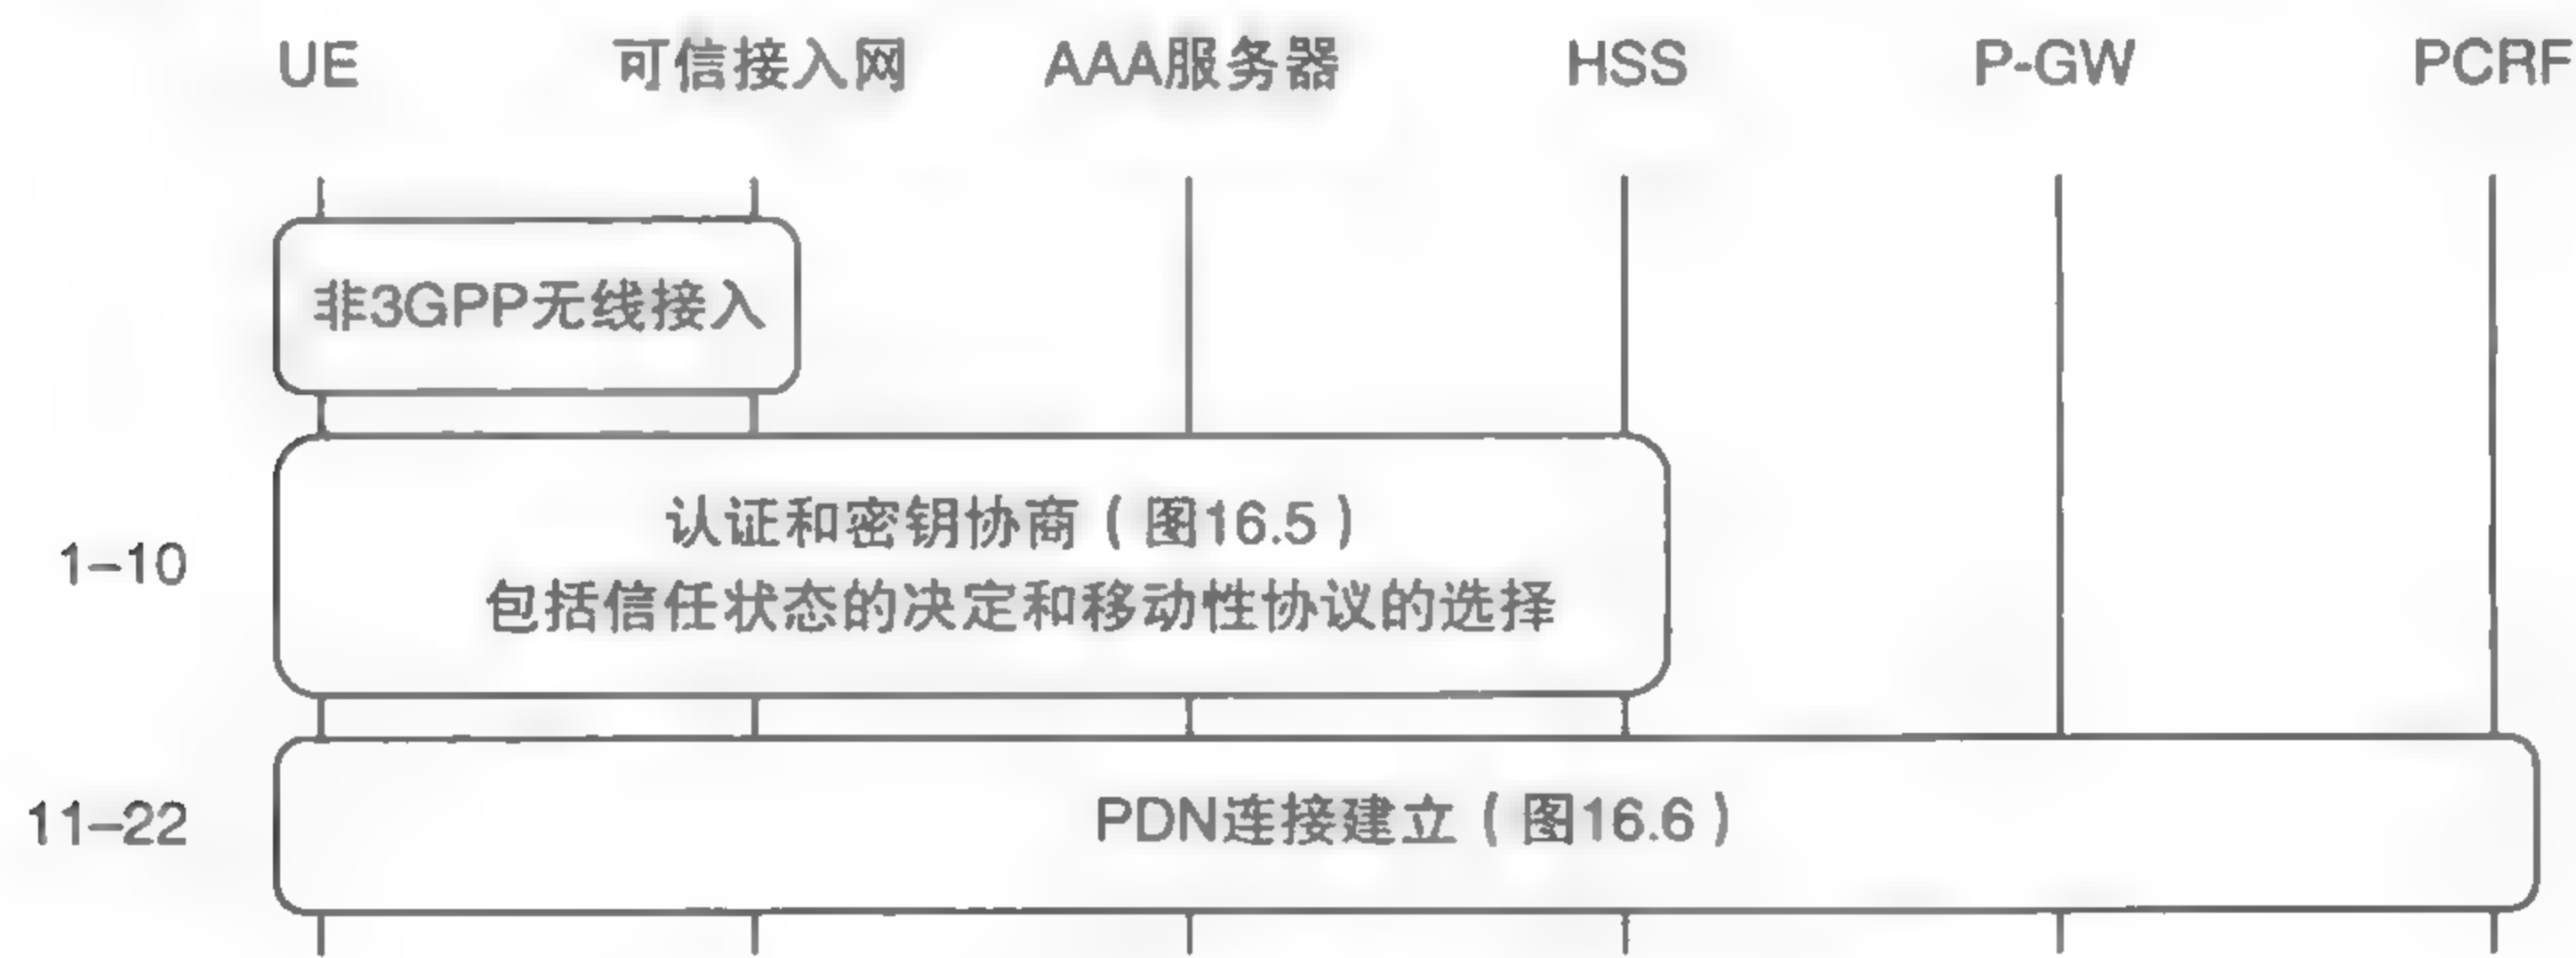 UE 可信接入网 AAA服务器 HSS P-GW PCRF
非3GPP无线接入
认证和密钥协商（图16.5）
1–10
包括信任状态的决定和移动性协议的选择
11–22 PDN连接建立（图16.6）